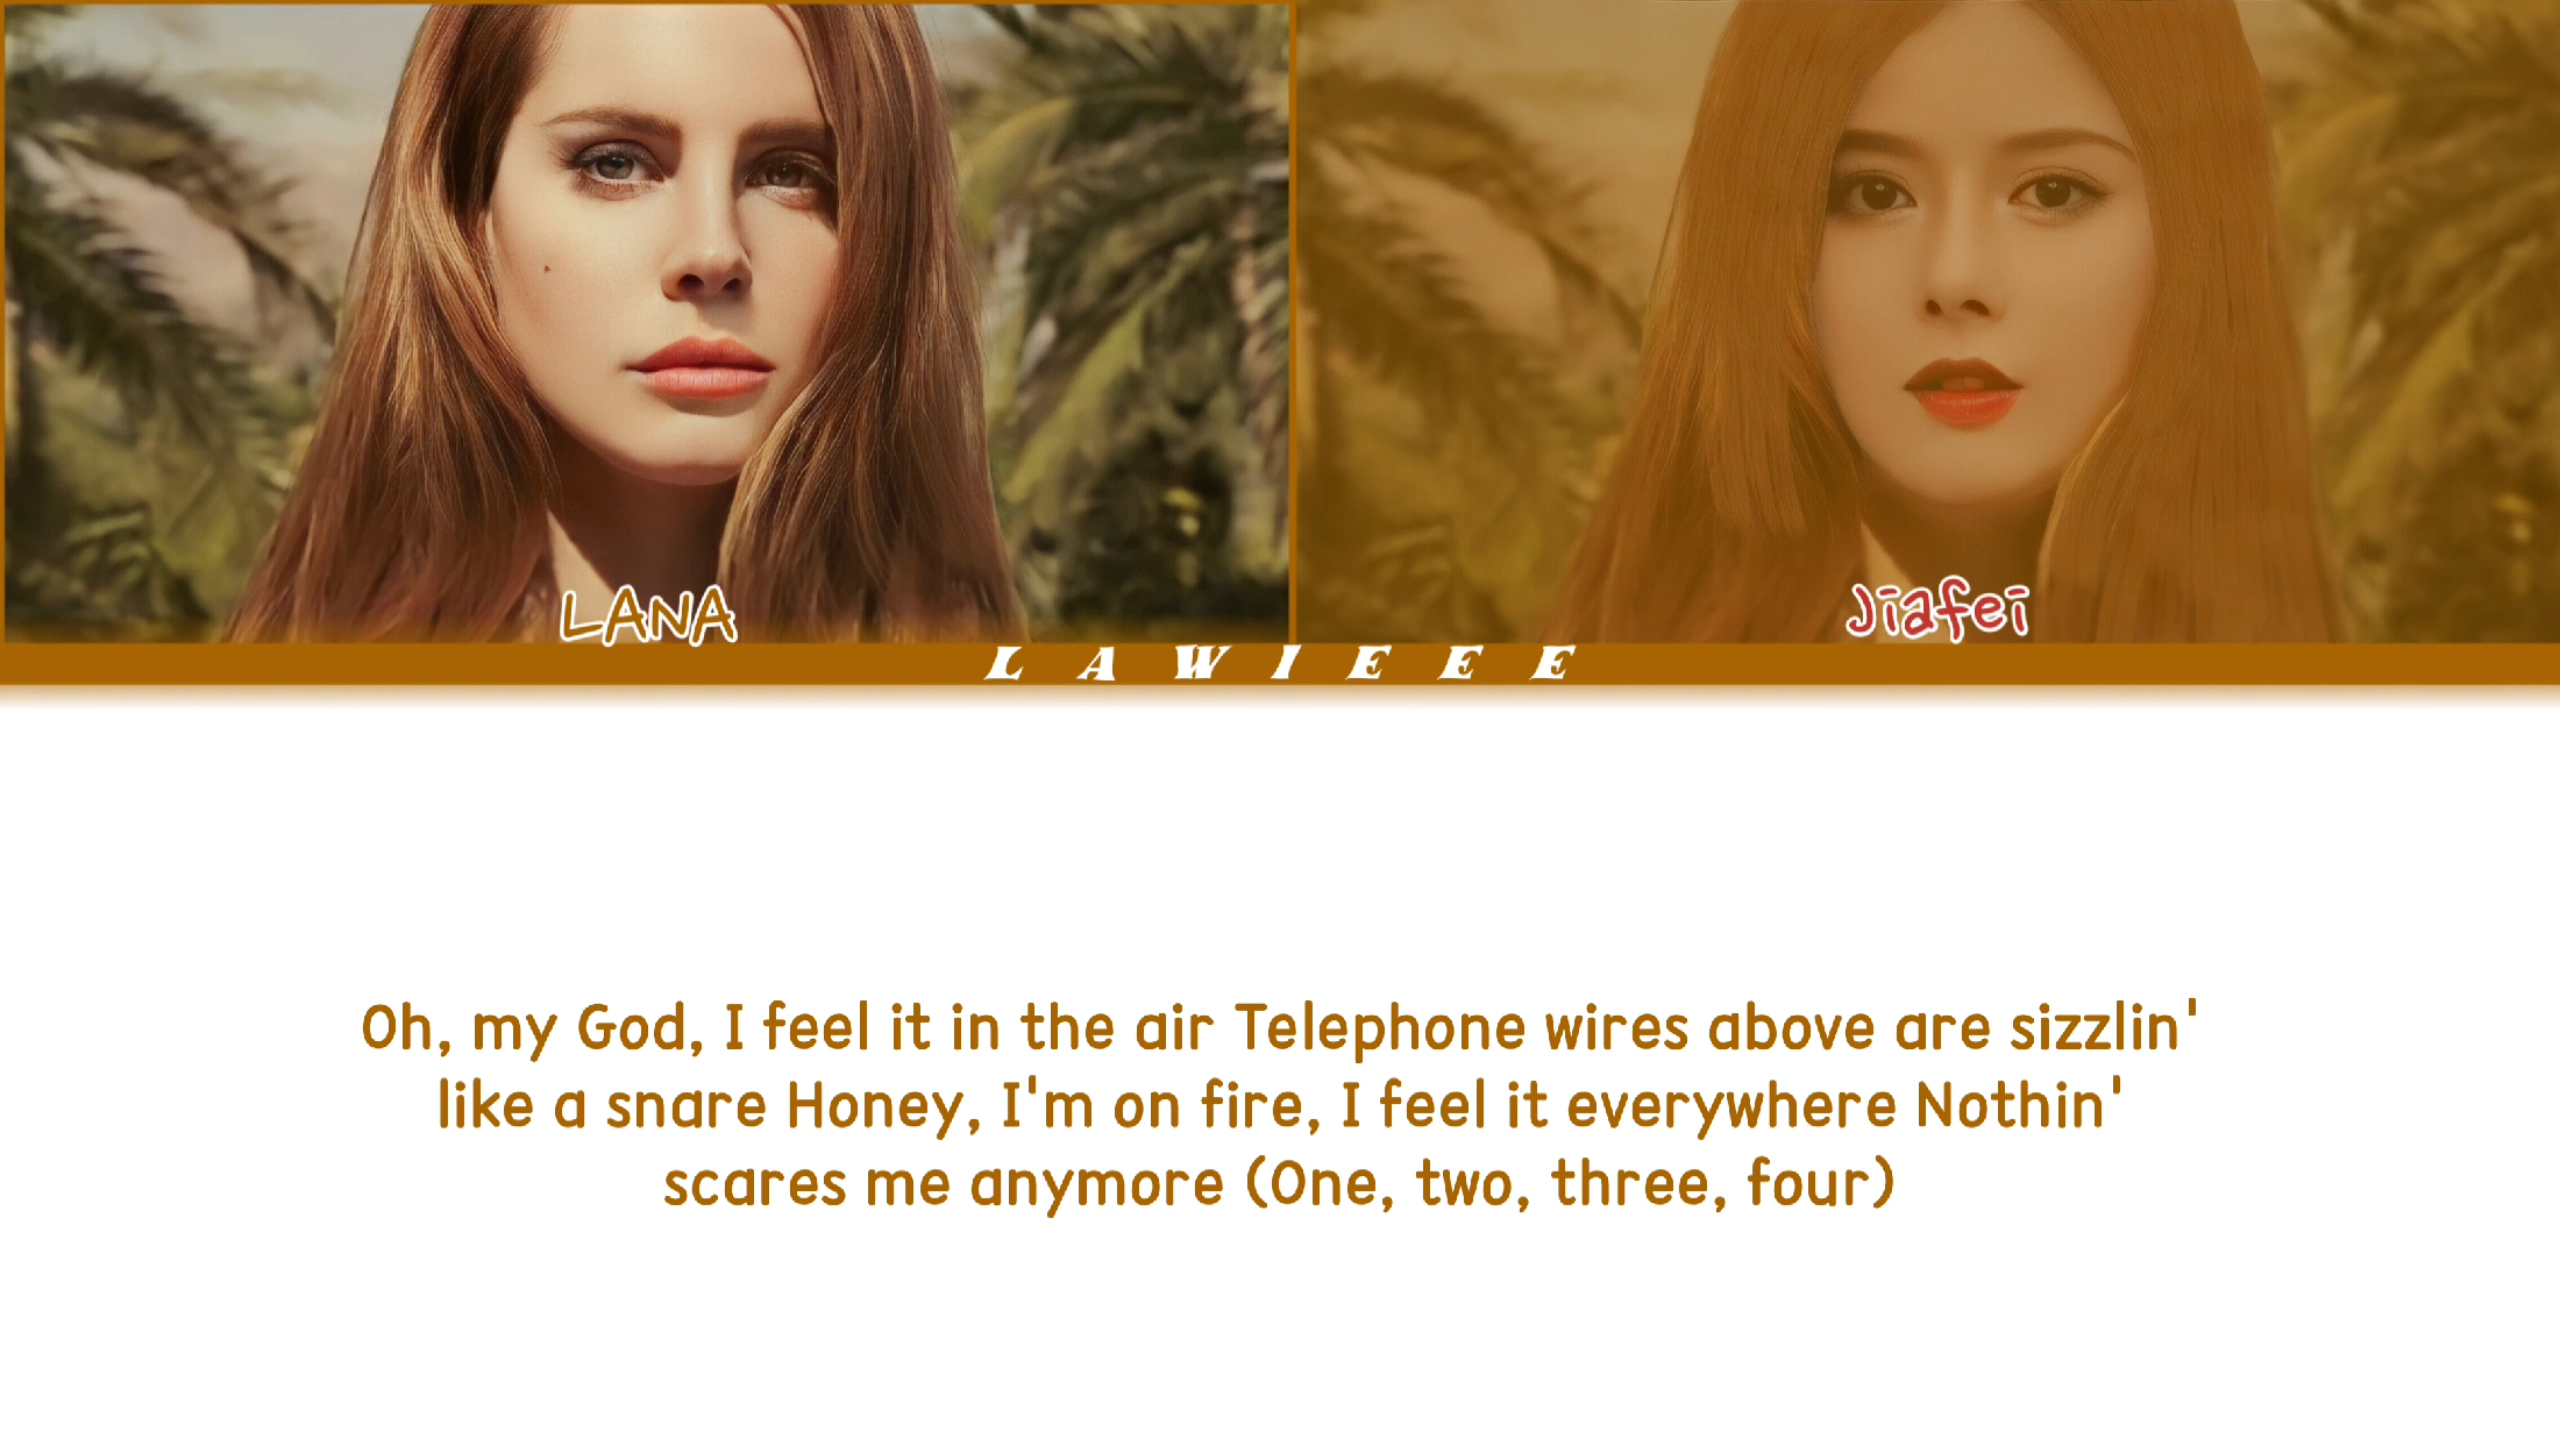 LANA
Jiafei
L A W I E E E
Oh, my God, I feel it in the air Telephone wires above are sizzlin'
like a snare Honey, I'm on fire, I feel it everywhere Nothin'
scares me anymore (One, two, three, four)